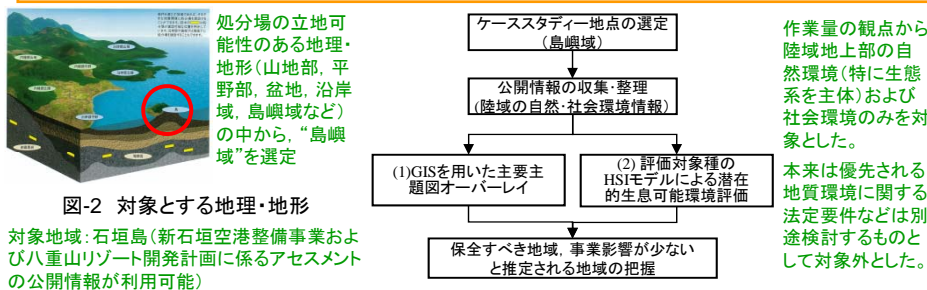 処分場の立地可
能性のある地理・
地形(山地部，平
野部，盆地，沿岸
域，島嶼域など)
の中から，“島嶼
域”を選定
図-2 対象とする地理・地形
対象地域：石垣島(新石垣空港整備事業およ
び八重山リゾート開発計画に係るアセスメント
の公開情報が利用可能)
ケーススタディー地点の選定
(島嶼域)
公開情報の収集・整理
(陸域の自然・社会環境情報)
(1)GISを用いた主要主
題図オーバーレイ
(2) 評価対象種の
HSIモデルによる潜在
的生息可能環境評価
保全すべき地域，事業影響が少ない
と推定される地域の把握
作業量の観点から
陸域地上部の自
然環境(特に生態
系を主体)および
社会環境のみを対
象とした。
本来は優先される
地質環境に関する
法定要件などは別
途検討するものと
して対象外とした。